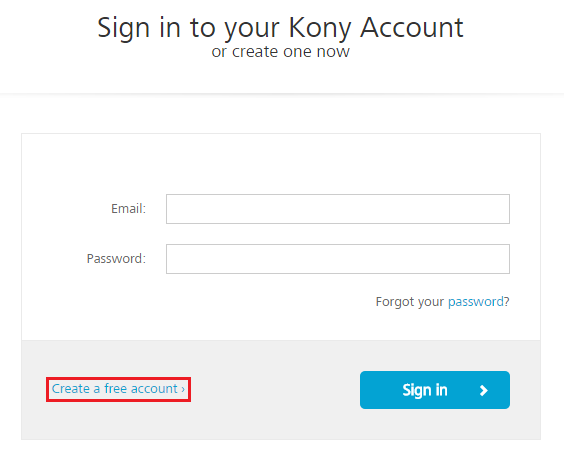 Sign in to your Kony Account
or create one now
Email:
Password:
Forgot your password?
Create a free account ›
Sign in